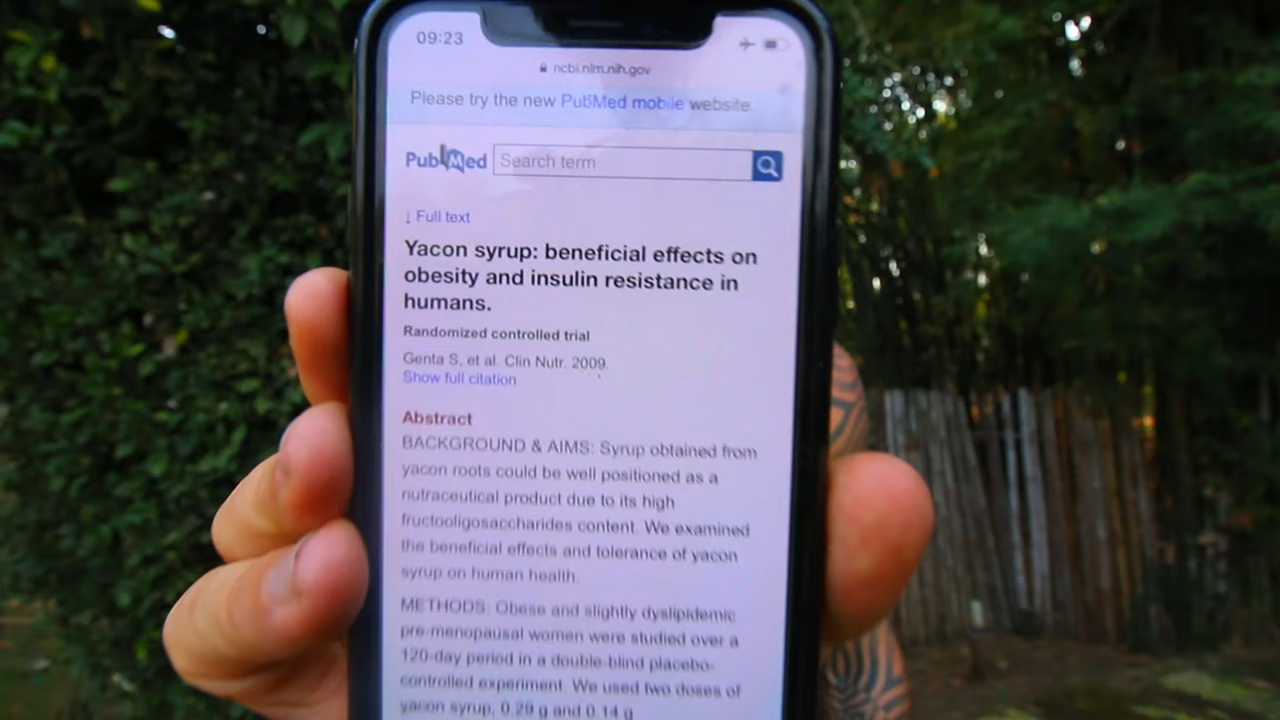 09:23
ncbi.nlm.nih.gov
Please try the new PubMed mobile website.
PubMed Search term
↓ Full text
Yacon syrup: beneficial effects on
obesity and insulin resistance in
humans.
Randomized controlled trial
Genta S, et al. Clin Nutr. 2009.
Show full citation
Abstract
BACKGROUND & AIMS: Syrup obtained from
yacon roots could be well positioned as a
nutraceutical product due to its high
fructooligosaccharides content. We examined
the beneficial effects and tolerance of yacon
syrup on human health.
METHODS: Obese and slightly dyslipidemic
pre-menopausal women were studied over a
120-day period in a double-blind placebo-
controlled experiment. We used two doses of
yacon syrup, 0.29 g and 0.14 g